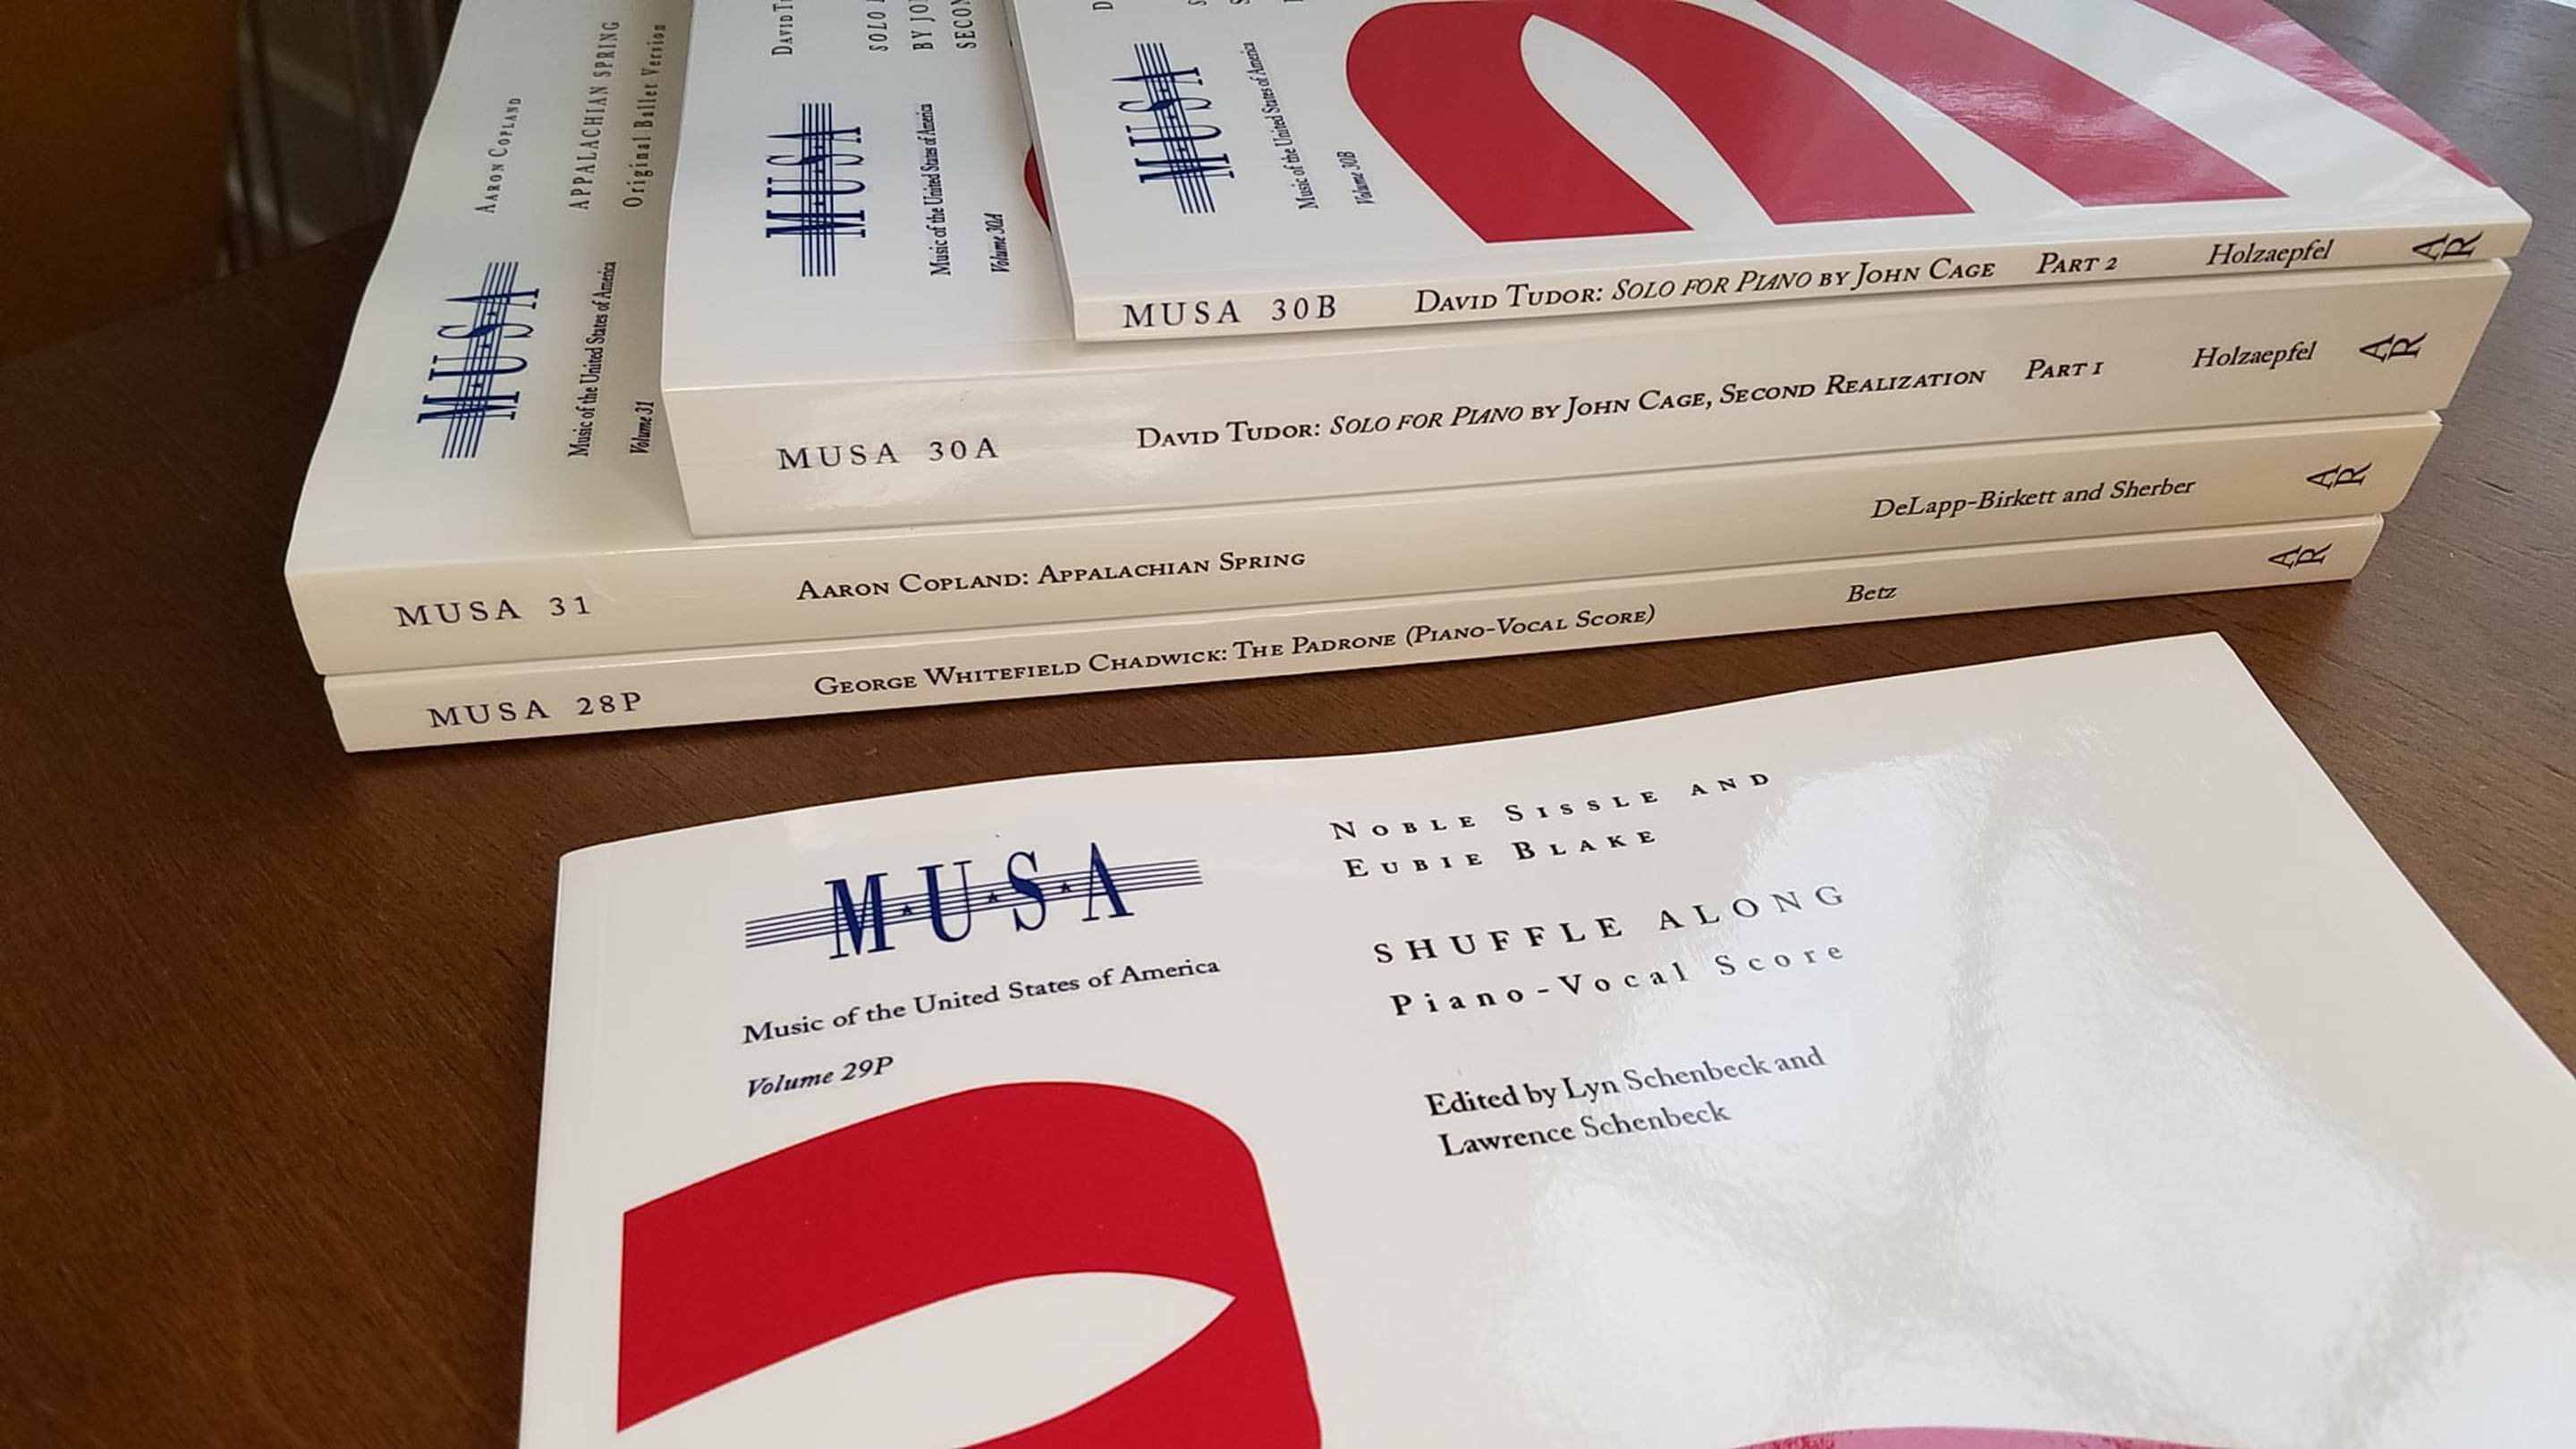 AARON COPLAND
APPALACHIAN SPRING
Original Ballet Version
M·U·S·A
Music of the United States of America
Volume 31
SOLO
BY
M·U·S·A
Music of the United States of America
Volume 30A
M·U·S·A
Music of the United States of America
Volume 30B
MUSA 30B DAVID TUDOR: SOLO FOR PIANO BY JOHN CAGE PART 2 Holzaepfel AR
MUSA 30A DAVID TUDOR: SOLO FOR PIANO BY JOHN CAGE, SECOND REALIZATION PART 1 Holzaepfel AR
MUSA 31 AARON COPLAND: APPALACHIAN SPRING DeLapp-Birkett and Sherber AR
MUSA 28P GEORGE WHITEFIELD CHADWICK: THE PADRONE (PIANO-VOCAL SCORE) Betz AR
M·U·S·A
Music of the United States of America
Volume 29P
NOBLE SISSLE AND
EUBIE BLAKE
SHUFFLE ALONG
Piano-Vocal Score
Edited by Lyn Schenbeck and
Lawrence Schenbeck